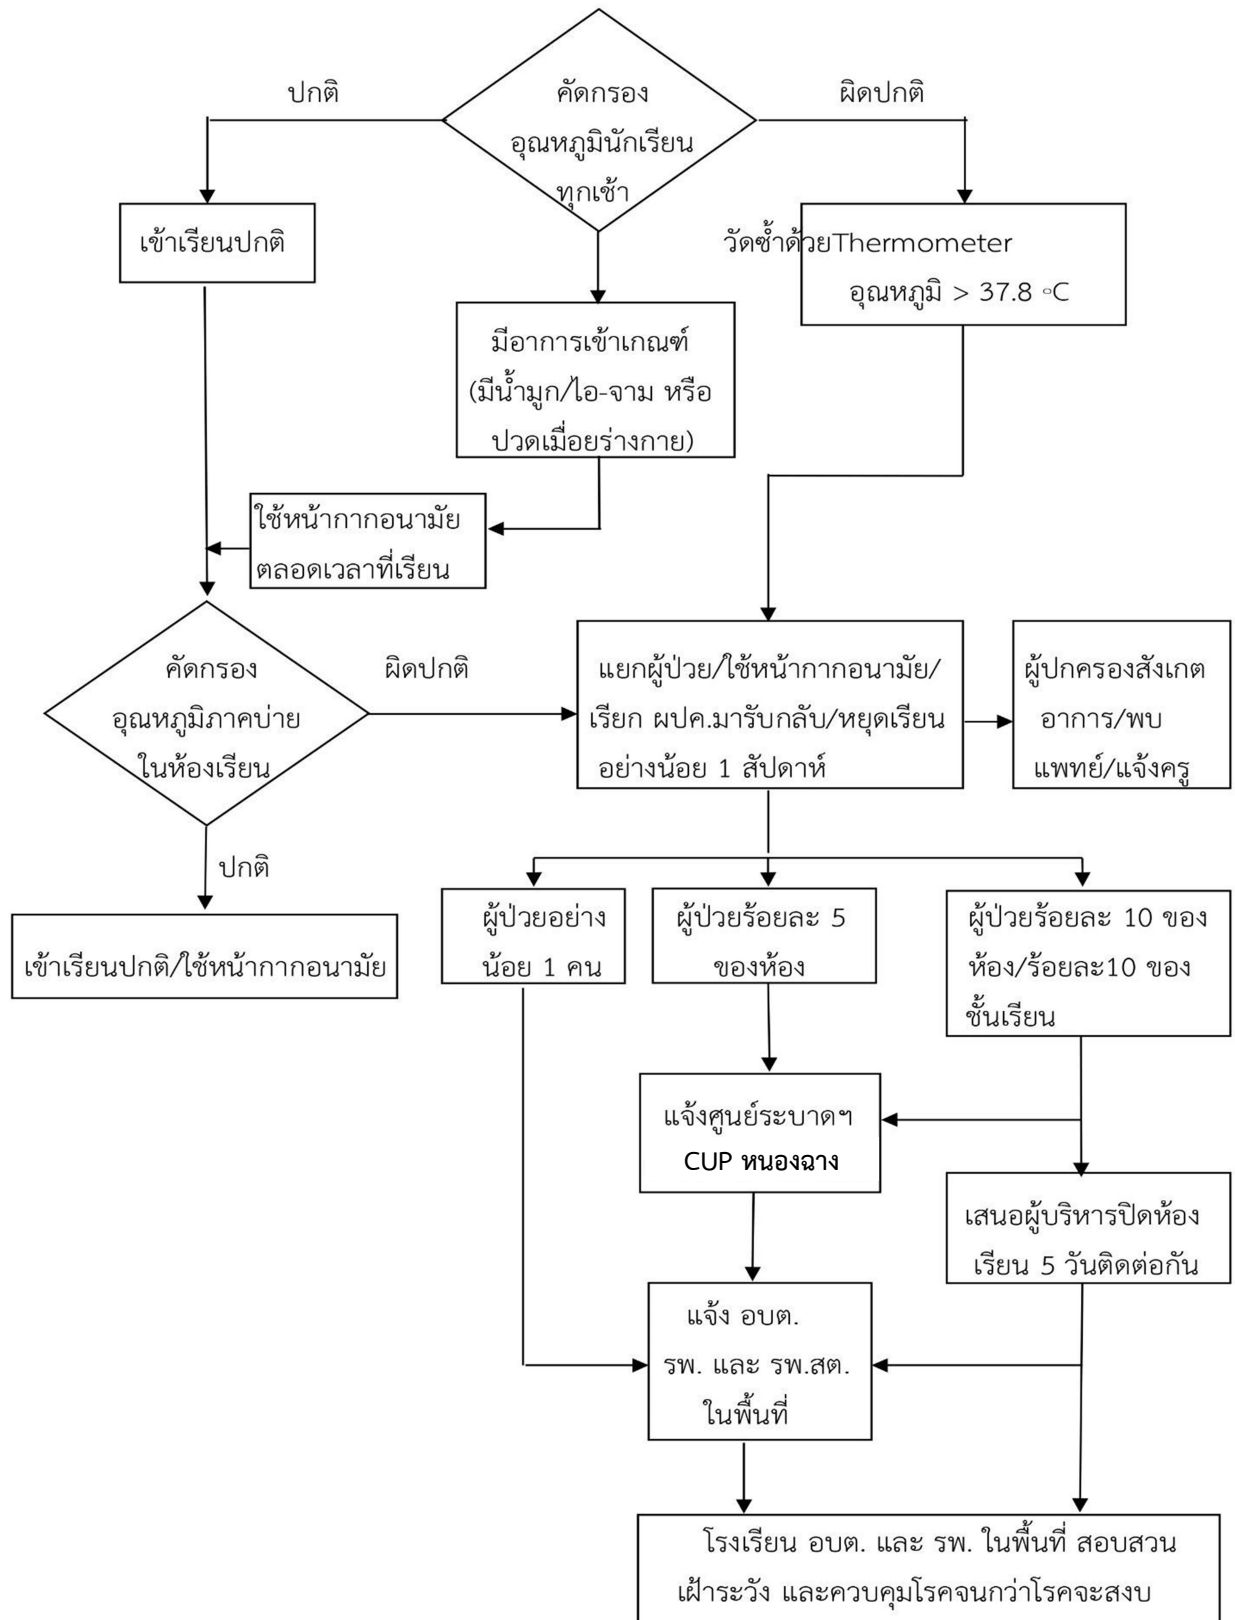 ปกติ
คัดกรอง
อุณหภูมินักเรียน
ทุกเช้า
ผิดปกติ
เข้าเรียนปกติ
วัดซ้ำด้วยThermometer
อุณหภูมิ > 37.8 °C
มีอาการเข้าเกณฑ์
(มีน้ำมูก/ไอ-จาม หรือ
ปวดเมื่อยร่างกาย)
ใช้หน้ากากอนามัย
ตลอดเวลาที่เรียน
คัดกรอง
อุณหภูมิภาคบ่าย
ในห้องเรียน
ผิดปกติ
แยกผู้ป่วย/ใช้หน้ากากอนามัย/
เรียก ผปค.มารับกลับ/หยุดเรียน
อย่างน้อย 1 สัปดาห์
ผู้ปกครองสังเกต
อาการ/พบ
แพทย์/แจ้งครู
ปกติ
เข้าเรียนปกติ/ใช้หน้ากากอนามัย
ผู้ป่วยอย่าง
น้อย 1 คน
ผู้ป่วยร้อยละ 5
ของห้อง
ผู้ป่วยร้อยละ 10 ของ
ห้อง/ร้อยละ10 ของ
ชั้นเรียน
แจ้งศูนย์ระบาดฯ
CUP หนองฉาง
เสนอผู้บริหารปิดห้อง
เรียน 5 วันติดต่อกัน
แจ้ง อบต.
รพ. และ รพ.สต.
ในพื้นที่
โรงเรียน อบต. และ รพ. ในพื้นที่ สอบสวน
เฝ้าระวัง และควบคุมโรคจนกว่าโรคจะสงบ